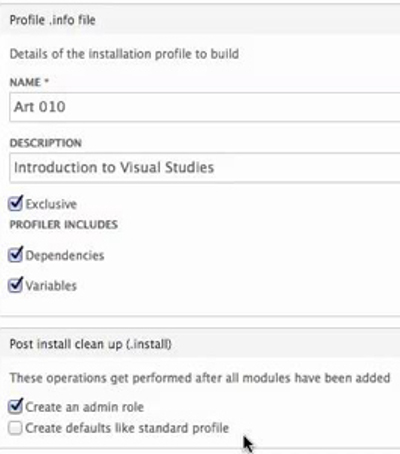 Profile .info file
Details of the installation profile to build
NAME *
Art 010
DESCRIPTION
Introduction to Visual Studies
Exclusive
PROFILER INCLUDES
Dependencies
Variables
Post install clean up (.install)
These operations get performed after all modules have been added
Create an admin role
Create defaults like standard profile